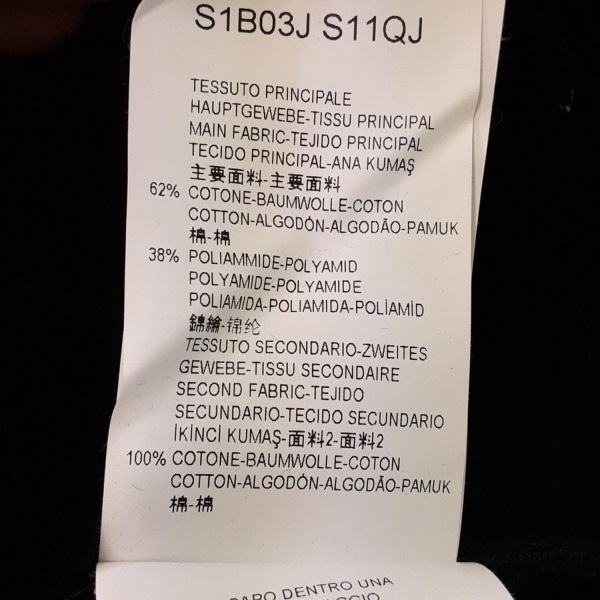 S1B03J S11QJ
TESSUTO PRINCIPALE
HAUPTGEWEBE-TISSU PRINCIPAL
MAIN FABRIC-TEJIDO PRINCIPAL
TECIDO PRINCIPAL-ANA KUMAŞ
主要面料-主要面料
62% COTONE-BAUMWOLLE-COTON
COTTON-ALGODÓN-ALGODÃO-PAMUK
棉-棉
38% POLIAMMIDE-POLYAMID
POLYAMIDE-POLYAMIDE
POLIAMIDA-POLIAMIDA-POLİAMİD
錦綸-锦纶
TESSUTO SECONDARIO-ZWEITES
GEWEBE-TISSU SECONDAIRE
SECOND FABRIC-TEJIDO
SECUNDARIO-TECIDO SECUNDARIO
İKİNCİ KUMAŞ-面料2-面料2
100% COTONE-BAUMWOLLE-COTON
COTTON-ALGODÓN-ALGODÃO-PAMUK
棉-棉
DENTRO UNA